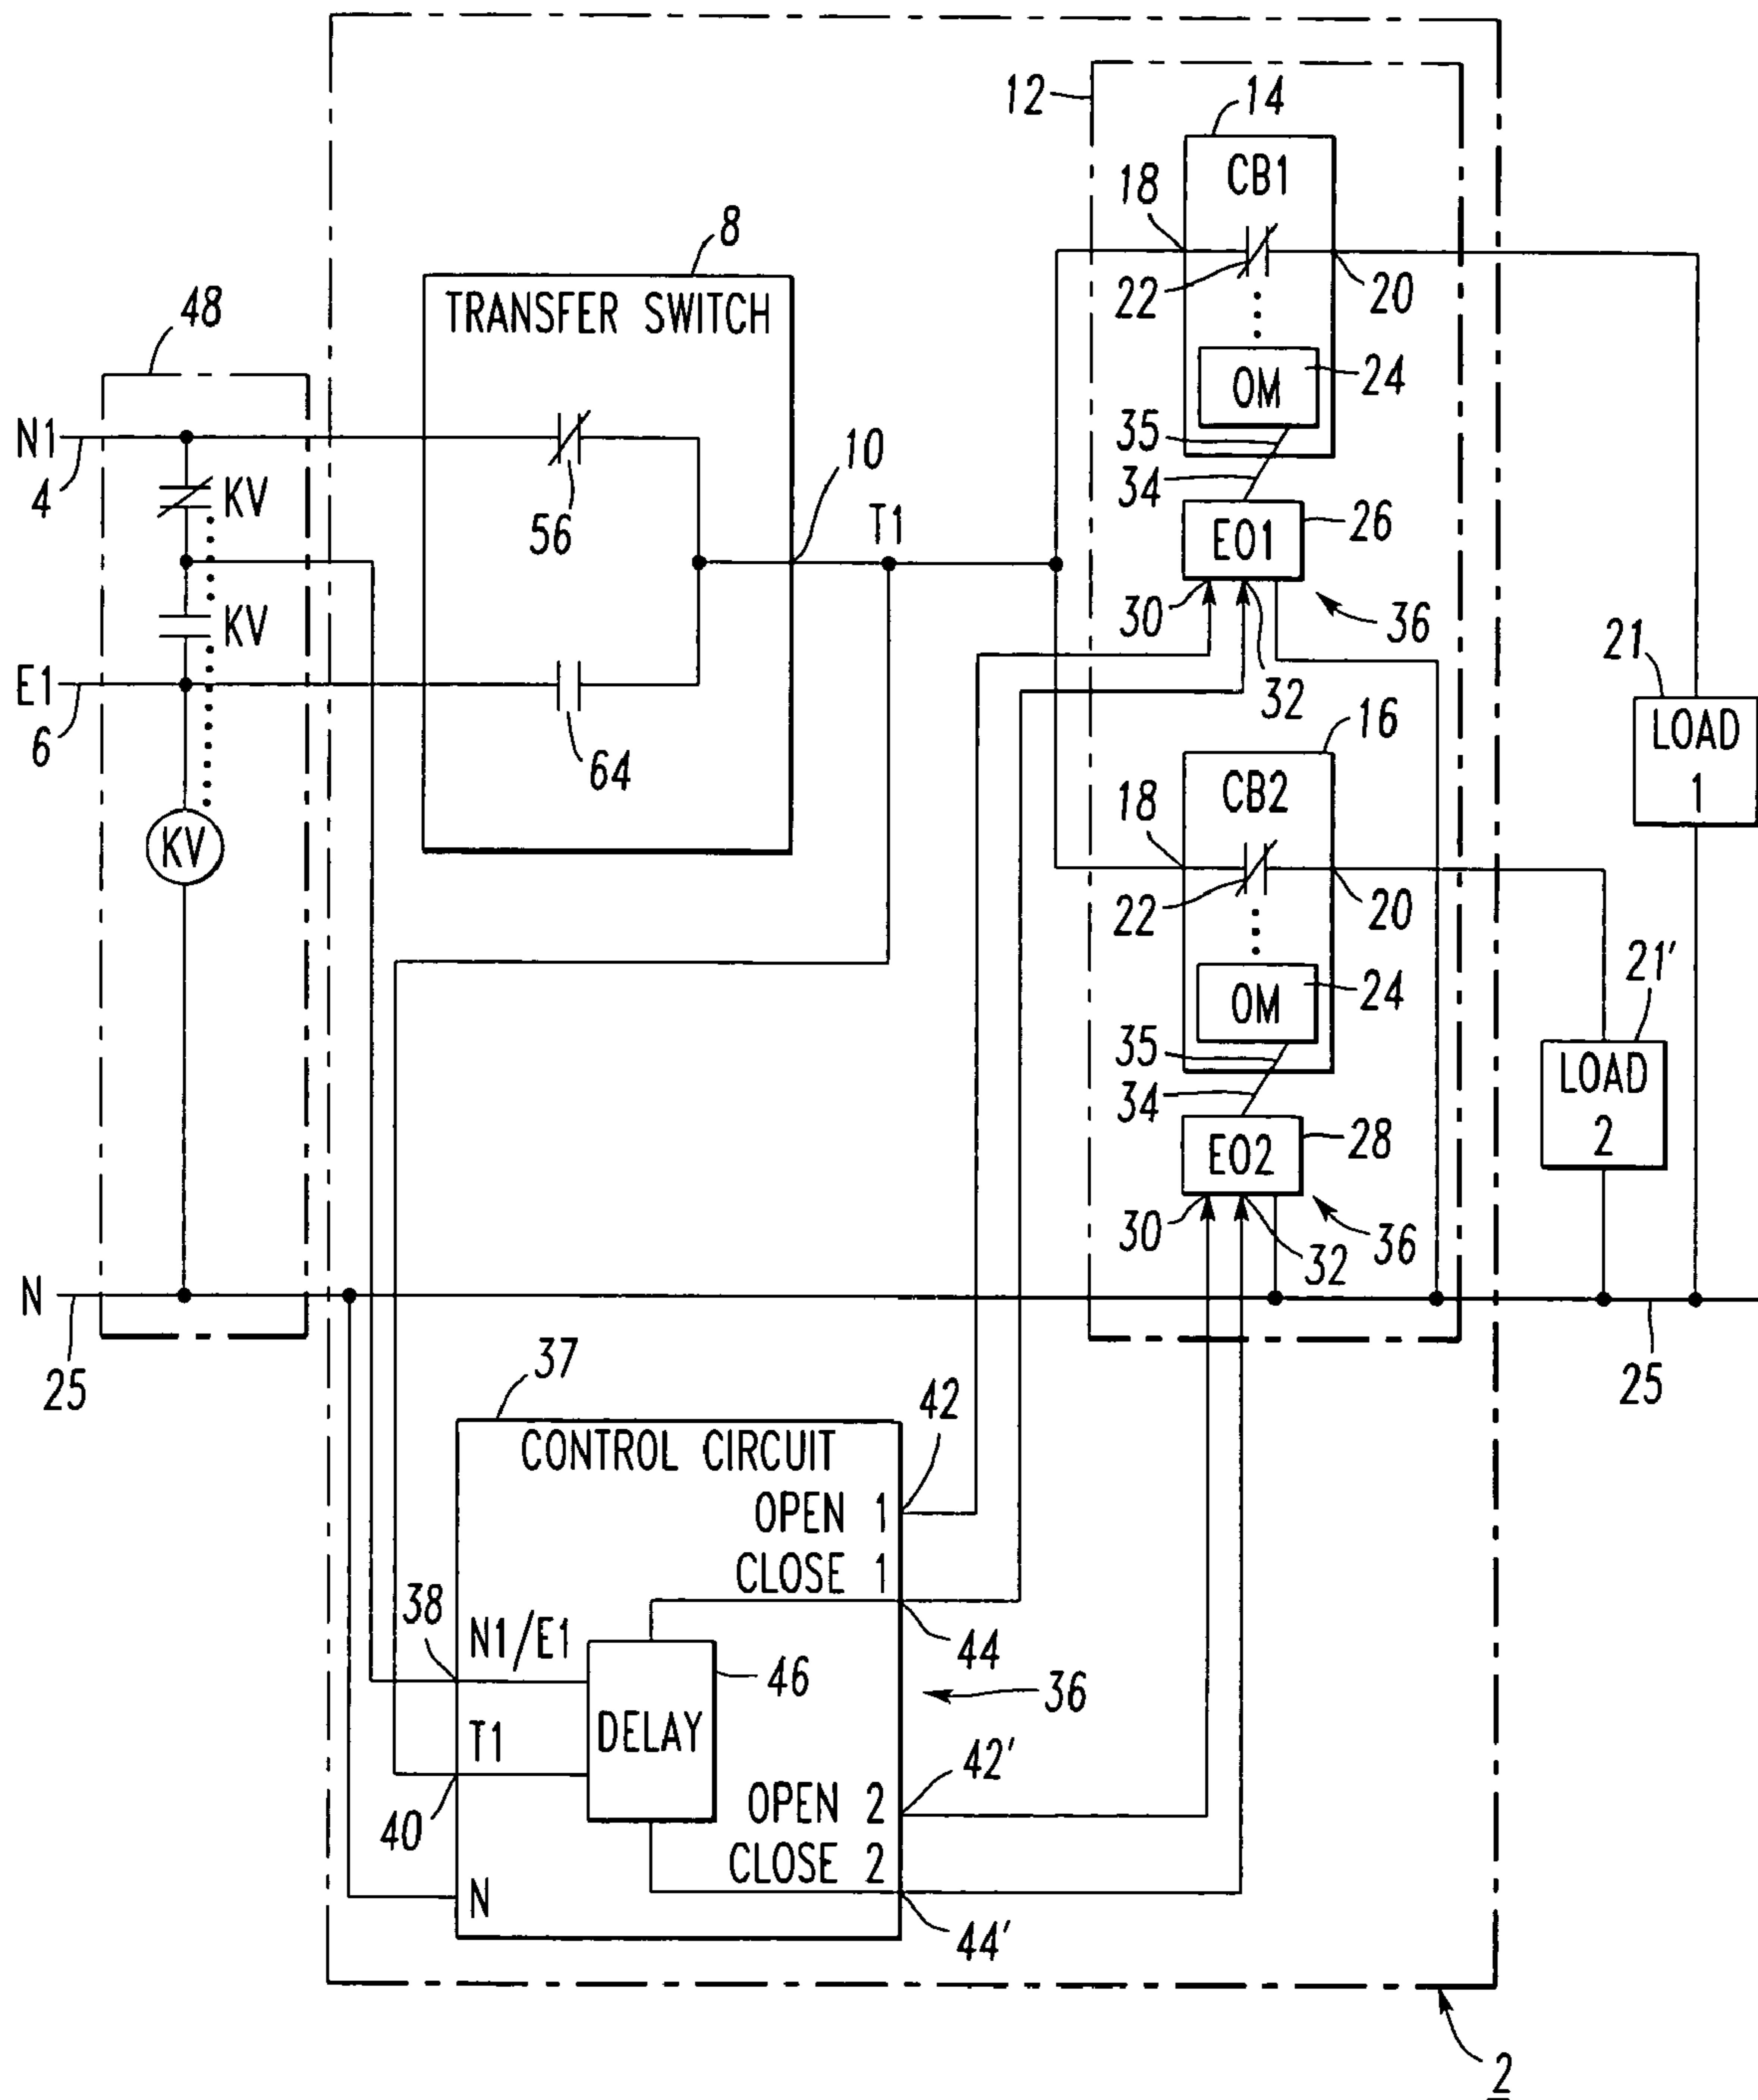 12
14
CB1
18
22
20
8
TRANSFER SWITCH
48
OM
24
35
34
N1
4
KV
56
10
T1
EO1
26
30
36
KV
E1
6
32
21
LOAD
1
64
16
CB2
18
KV
22
20
21'
OM
24
35
34
LOAD
2
EO2
28
30
32
36
N
25
25
37
42
CONTROL CIRCUIT
OPEN 1
CLOSE 1
38
N1/E1
44
46
36
DELAY
T1
42'
OPEN 2
40
CLOSE 2
N
44'
2